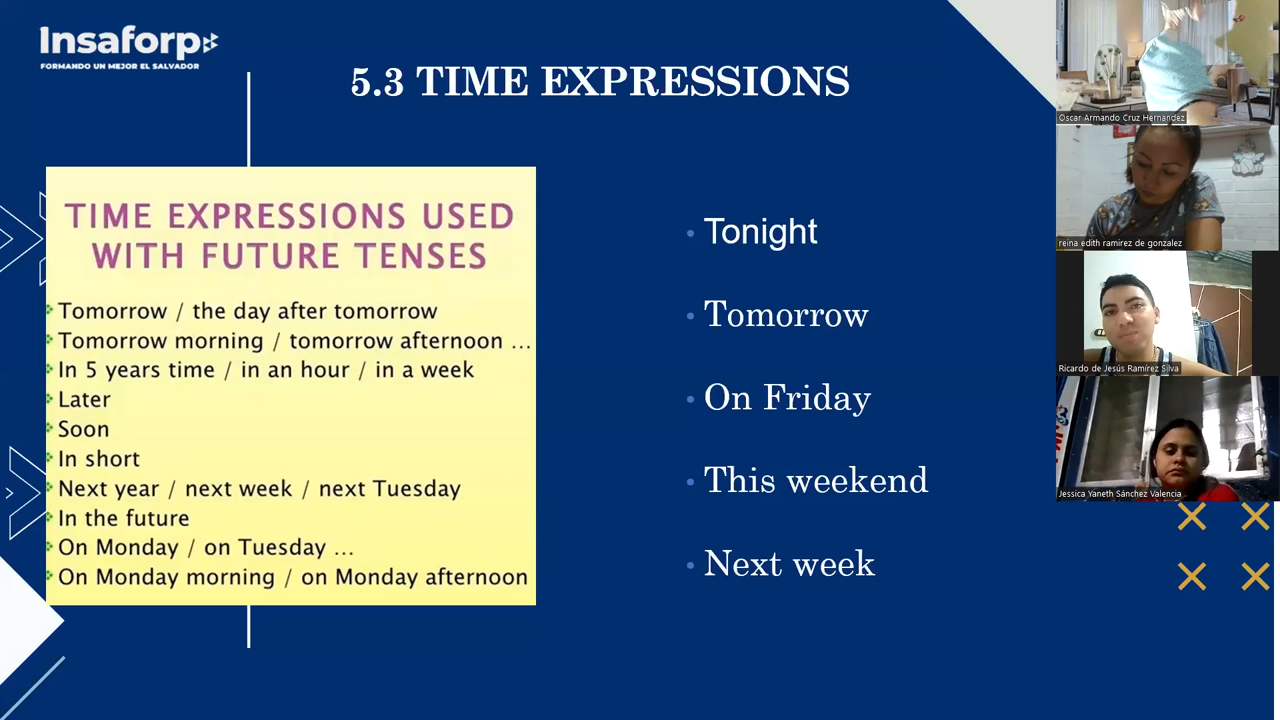 Insaforp
FORMANDO UN MEJOR EL SALVADOR
5.3 TIME EXPRESSIONS
TIME EXPRESSIONS USED
WITH FUTURE TENSES
Tomorrow / the day after tomorrow
Tomorrow morning / tomorrow afternoon ...
In 5 years time / in an hour / in a week
Later
Soon
In short
Next year / next week / next Tuesday
In the future
On Monday / on Tuesday ...
On Monday morning / on Monday afternoon
Tonight
Tomorrow
On Friday
This weekend
Next week
Oscar Armando Cruz Hernandez
reina edith ramirez de gonzalez
Ricardo de Jesús Ramírez Silva
Jessica Yaneth Sánchez Valencia